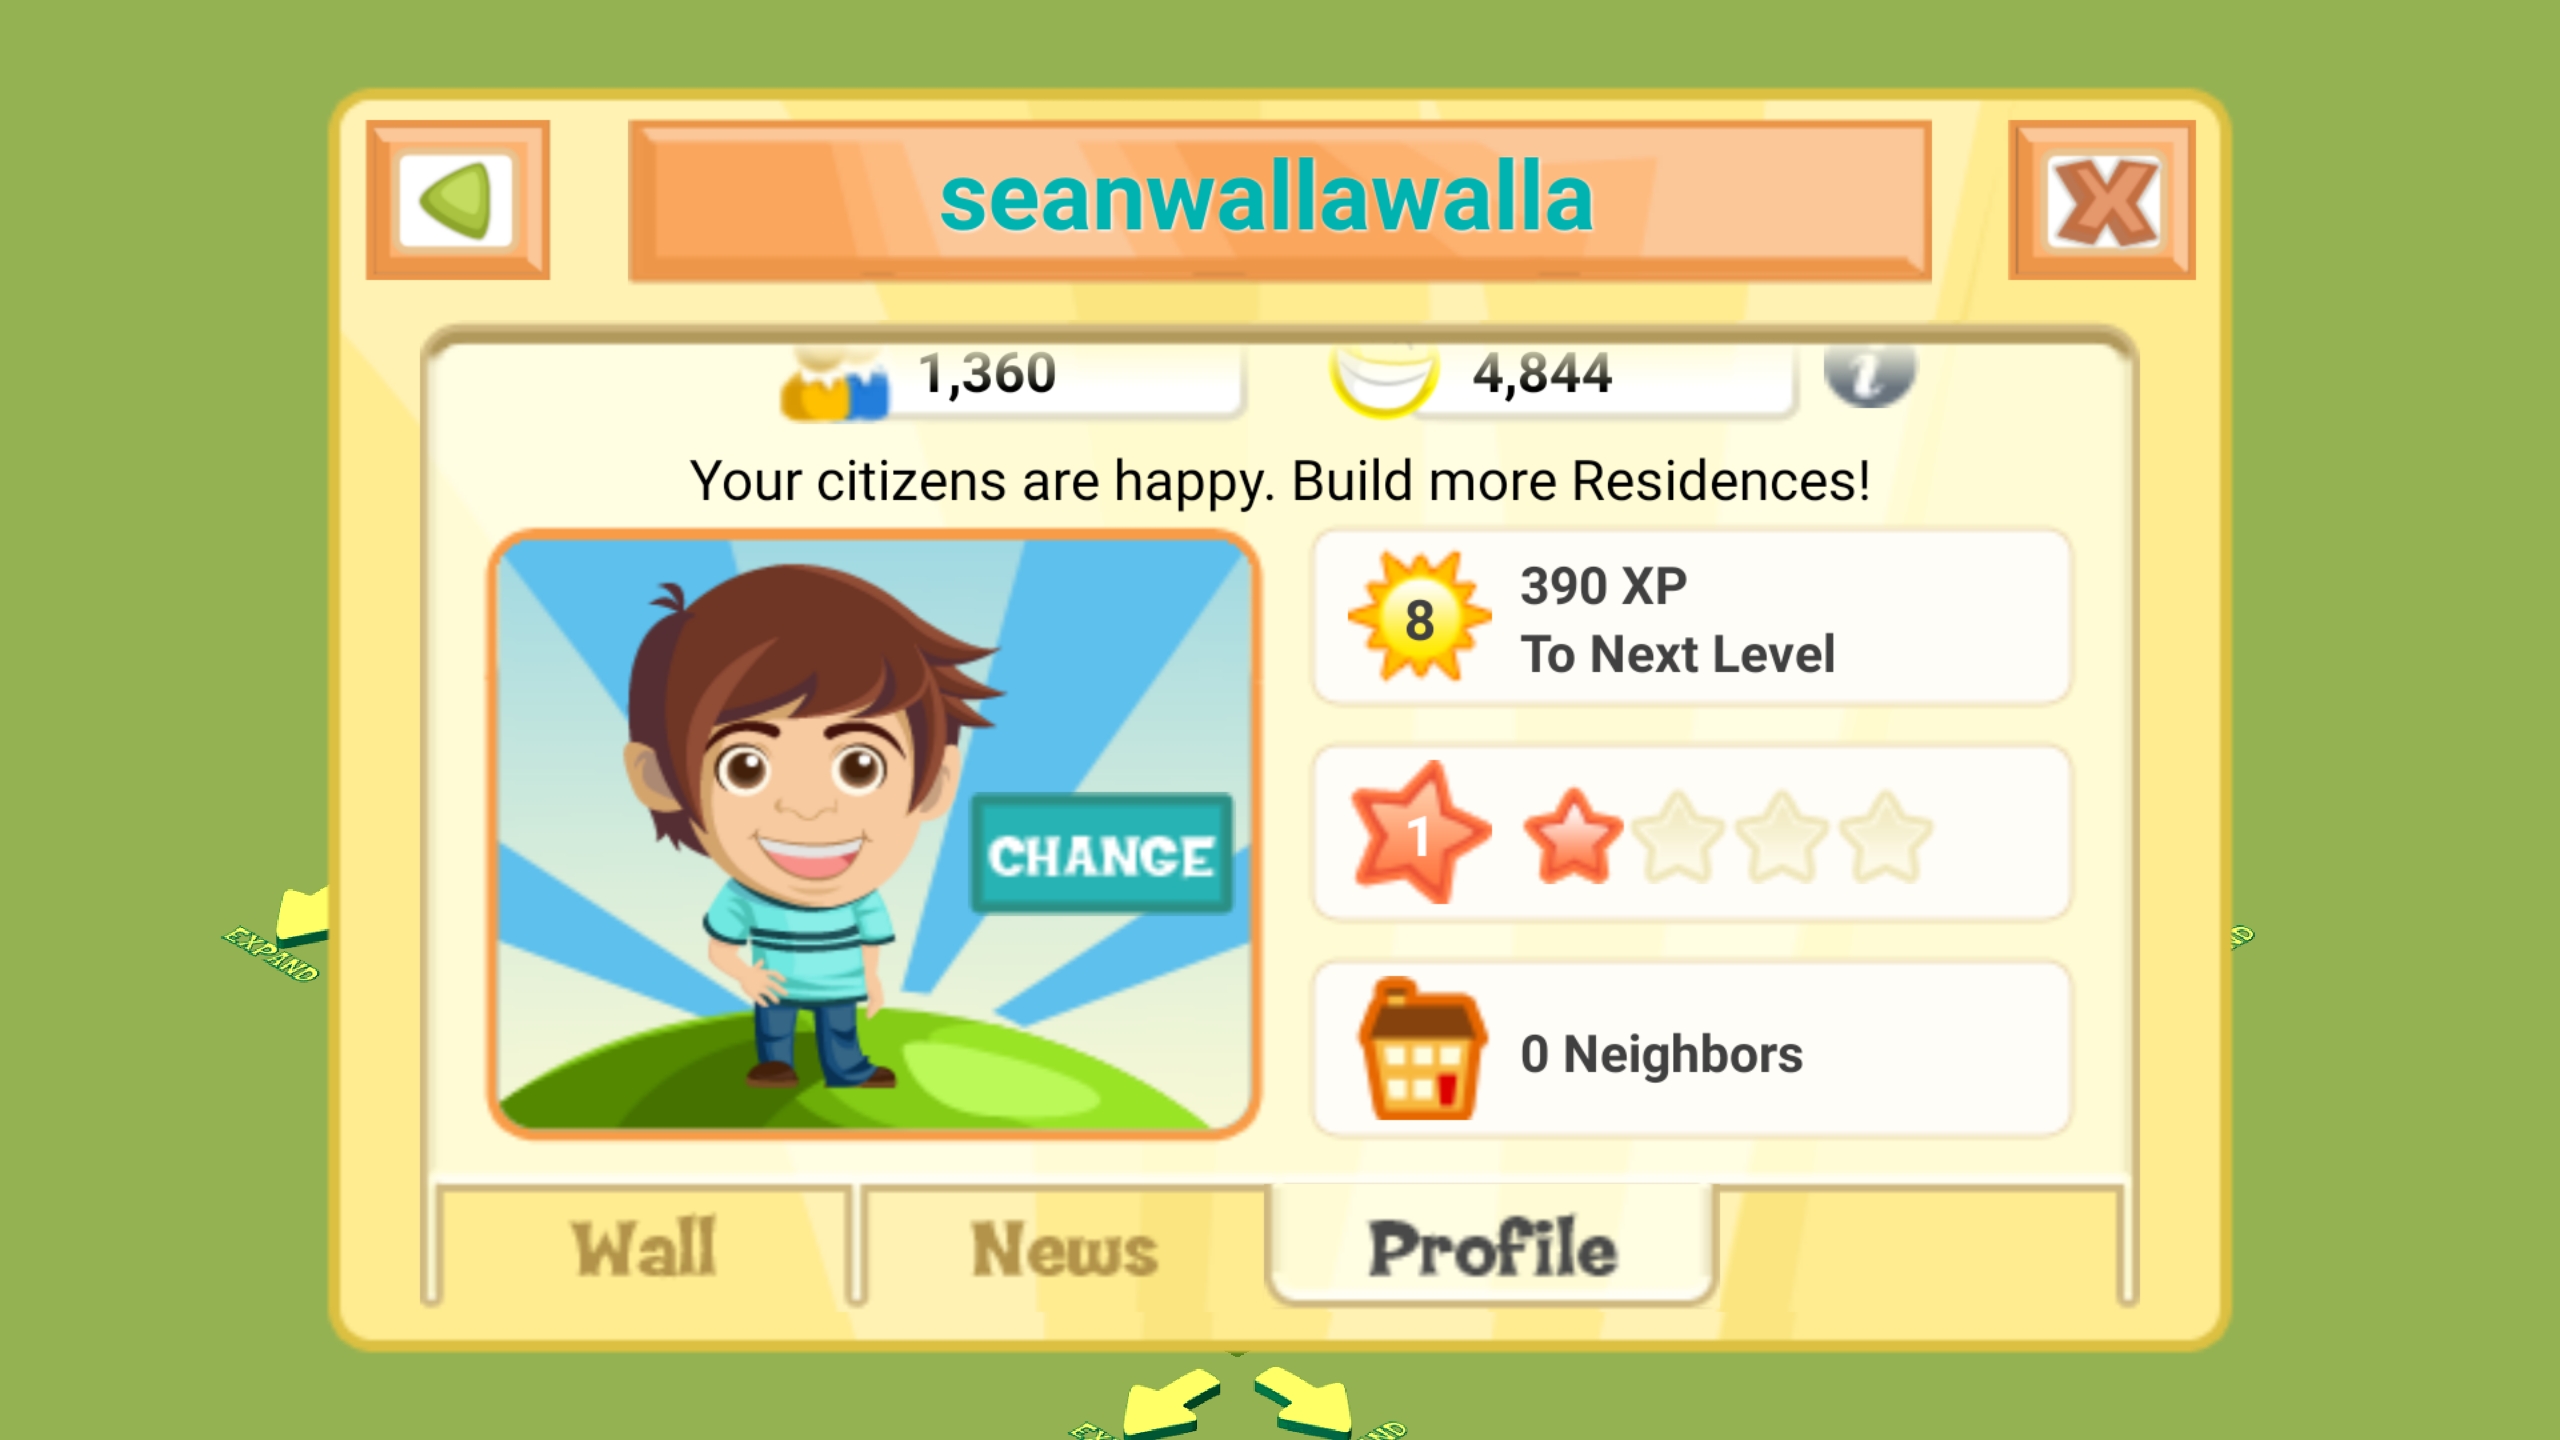 seanwallawalla
1,360
4,844
i
Your citizens are happy. Build more Residences!
8
390 XP
To Next Level
CHANGE
1
0 Neighbors
EXPAND
Wall
News
Profile